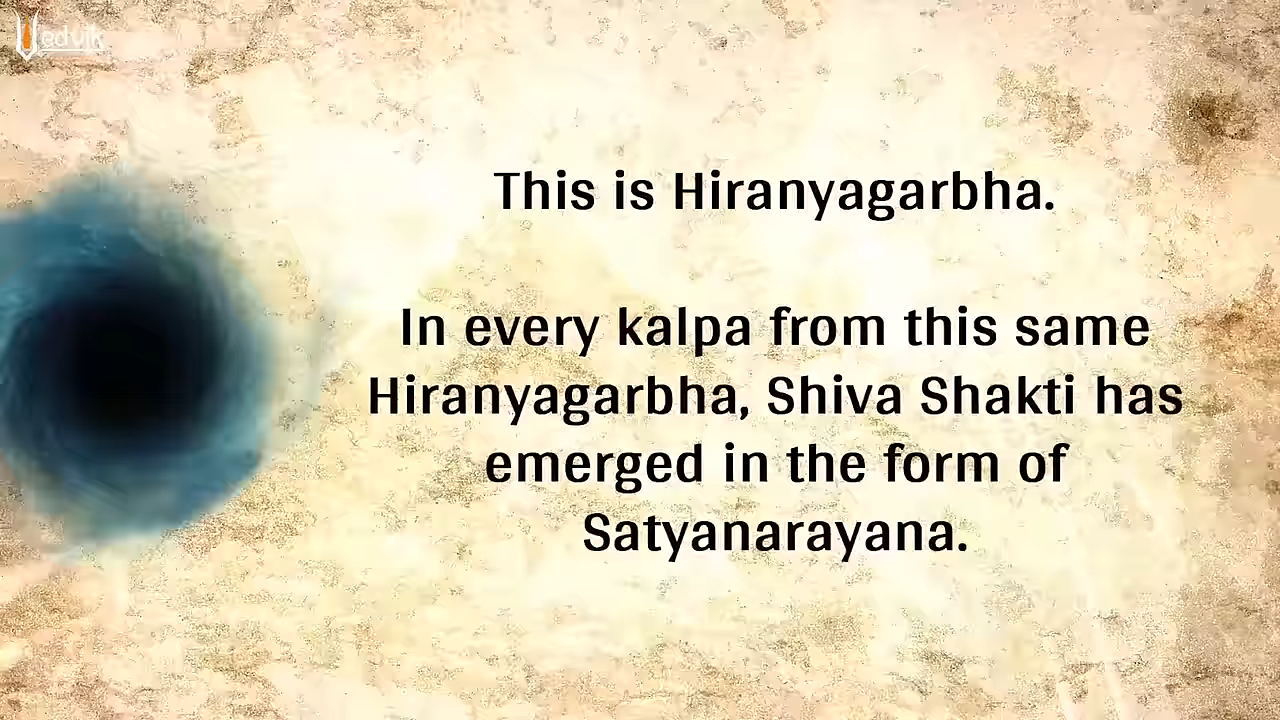 Vedvik
This is Hiranyagarbha.
In every kalpa from this same
Hiranyagarbha, Shiva Shakti has
emerged in the form of
Satyanarayana.